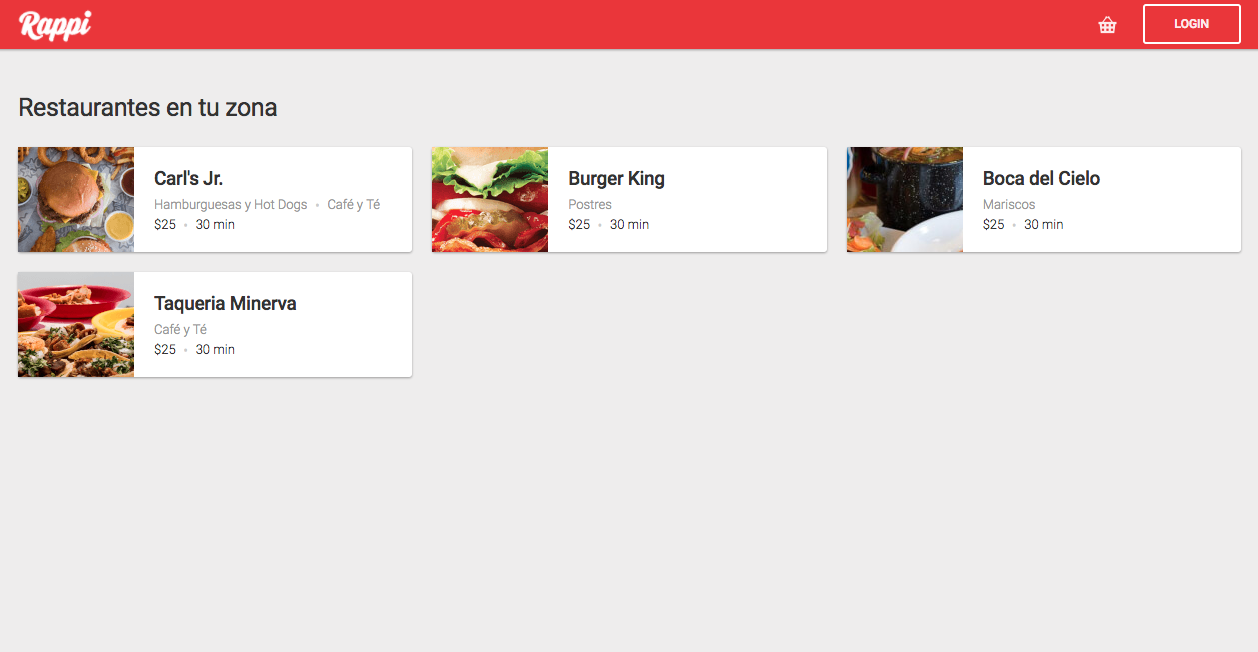 Rappi
LOGIN
Restaurantes en tu zona
Carl's Jr.
Hamburguesas y Hot Dogs • Café y Té
$25 • 30 min
Burger King
Postres
$25 • 30 min
Boca del Cielo
Mariscos
$25 • 30 min
Taqueria Minerva
Café y Té
$25 • 30 min